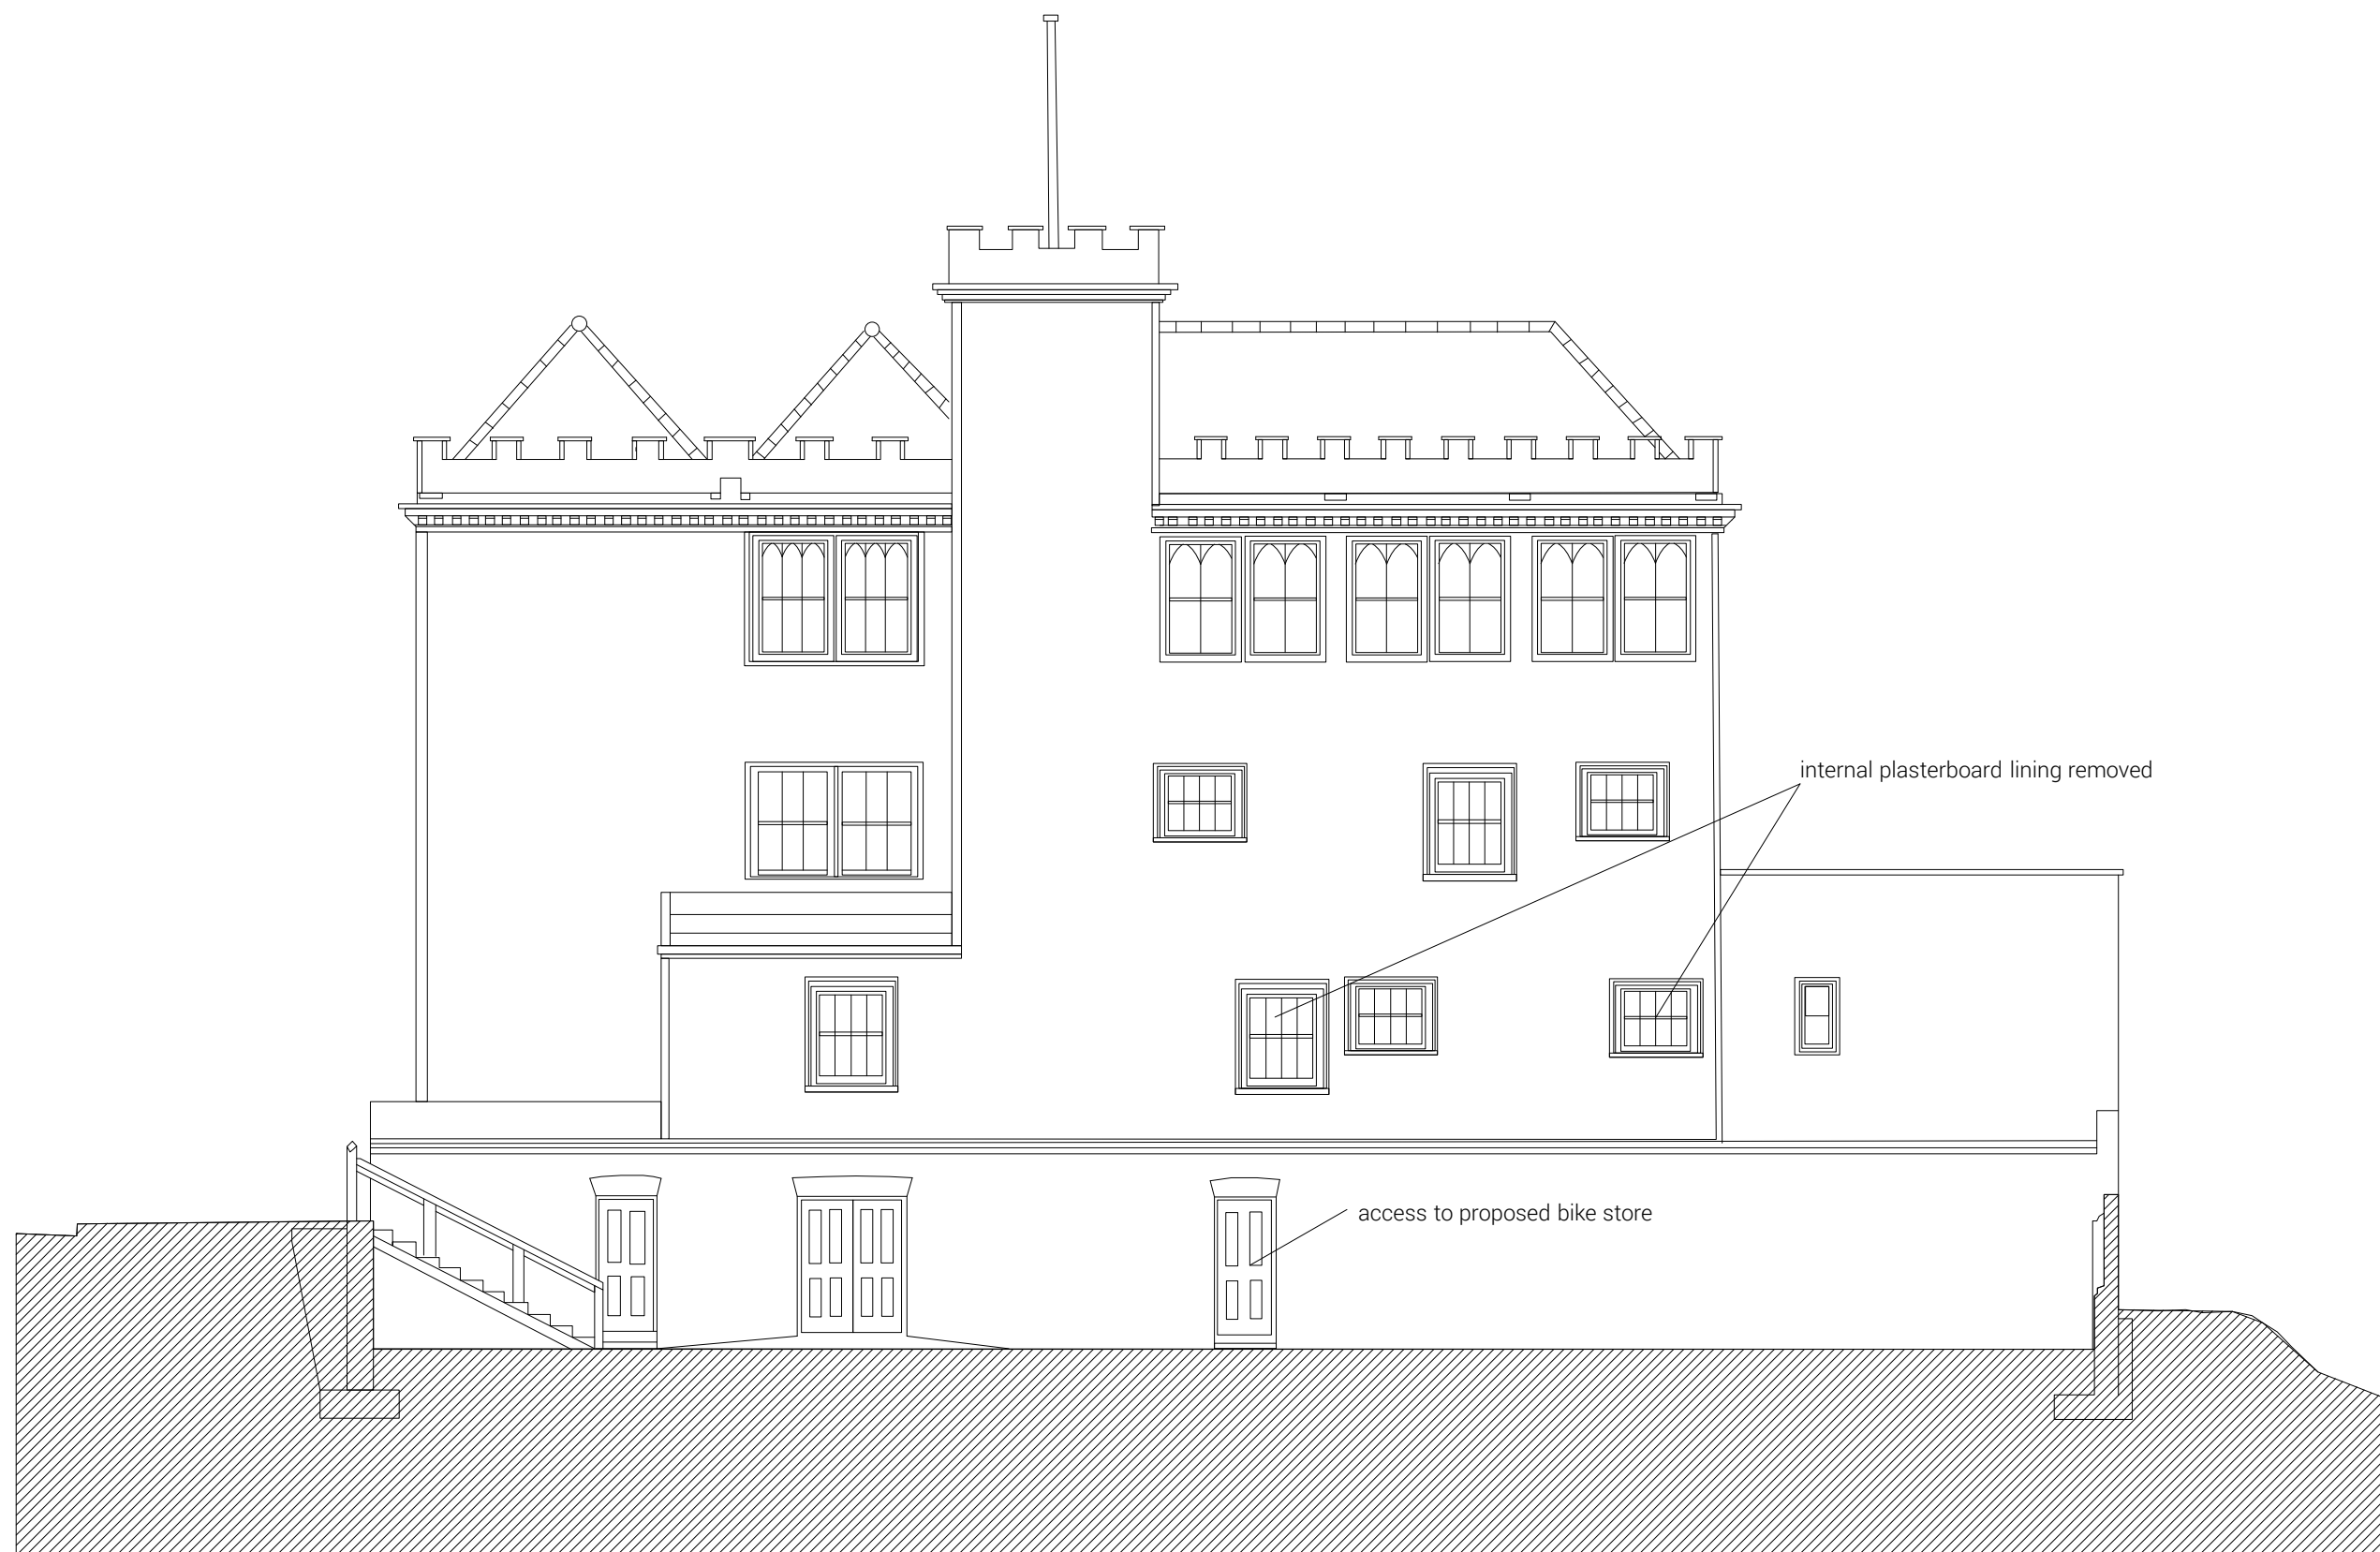 internal plasterboard lining removed
access to proposed bike store